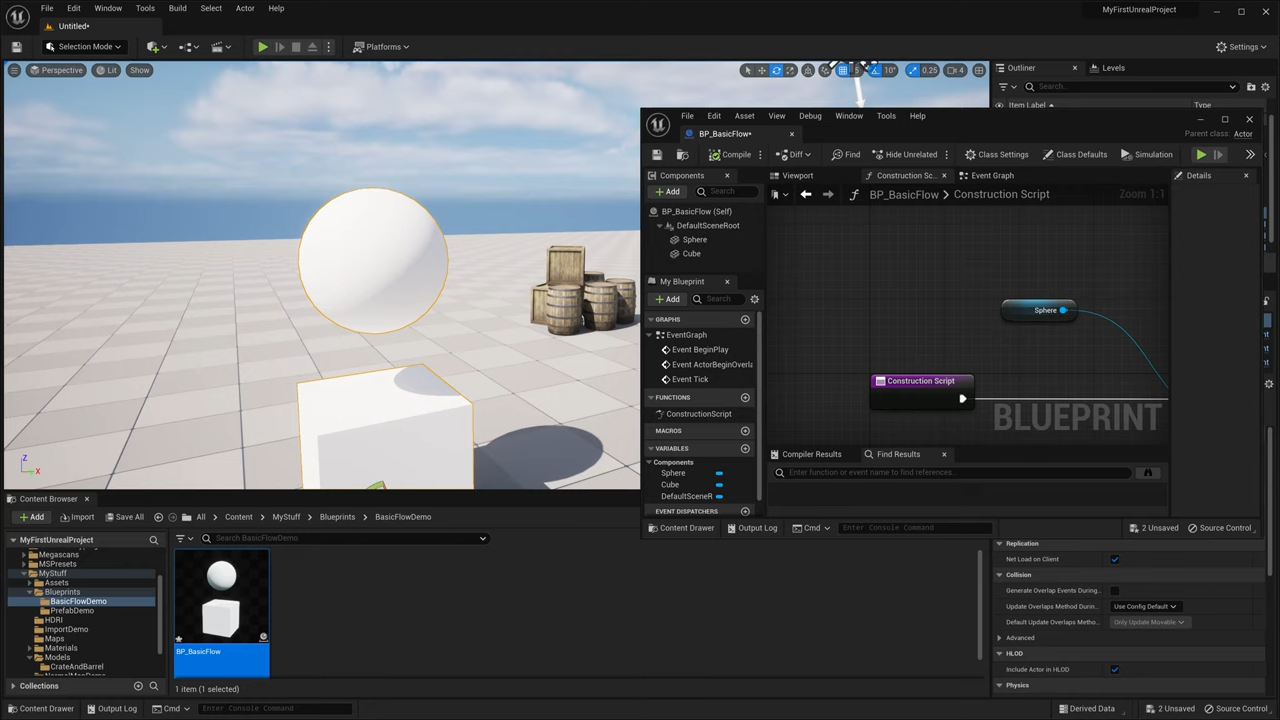 File Edit Window Tools Build Select Actor Help
MyFirstUnrealProject
Untitled*
Selection Mode
Platforms
Settings
Perspective Lit Show
5 10° 0.25 4
Outliner Levels
Search...
Item Label Type
File Edit Asset View Debug Window Tools Help
BP_BasicFlow*
Parent class: Actor
Compile Diff Find Hide Unrelated Class Settings Class Defaults Simulation
Components
Add Search
BP_BasicFlow (Self)
DefaultSceneRoot
Sphere
Cube
My Blueprint
Add Search
GRAPHS
EventGraph
Event BeginPlay
Event ActorBeginOverla
Event Tick
FUNCTIONS
ConstructionScript
MACROS
VARIABLES
Components
Sphere
Cube
DefaultSceneR
EVENT DISPATCHERS
Viewport Construction Sc... Event Graph
BP_BasicFlow > Construction Script Zoom 1:1
Sphere
Construction Script
BLUEPRINT
Compiler Results Find Results
Enter function or event name to find references...
Details
Content Drawer Output Log Cmd Enter Console Command 2 Unsaved Source Control
Replication
Net Load on Client
Collision
Generate Overlap Events During...
Update Overlaps Method Durin... Use Config Default
Default Update Overlaps Metho... Only Update Movable
Advanced
HLOD
Include Actor in HLOD
Physics
Content Browser
Add Import Save All All Content MyStuff Blueprints BasicFlowDemo
MyFirstUnrealProject
Megascans
MSPresets
MyStuff
Assets
Blueprints
BasicFlowDemo
PrefabDemo
HDRI
ImportDemo
Maps
Materials
Models
CrateAndBarrel
NormalMapDemo
Collections
Search BasicFlowDemo
BP_BasicFlow
1 item (1 selected)
Content Drawer Output Log Cmd Enter Console Command Derived Data 2 Unsaved Source Control
Z
X